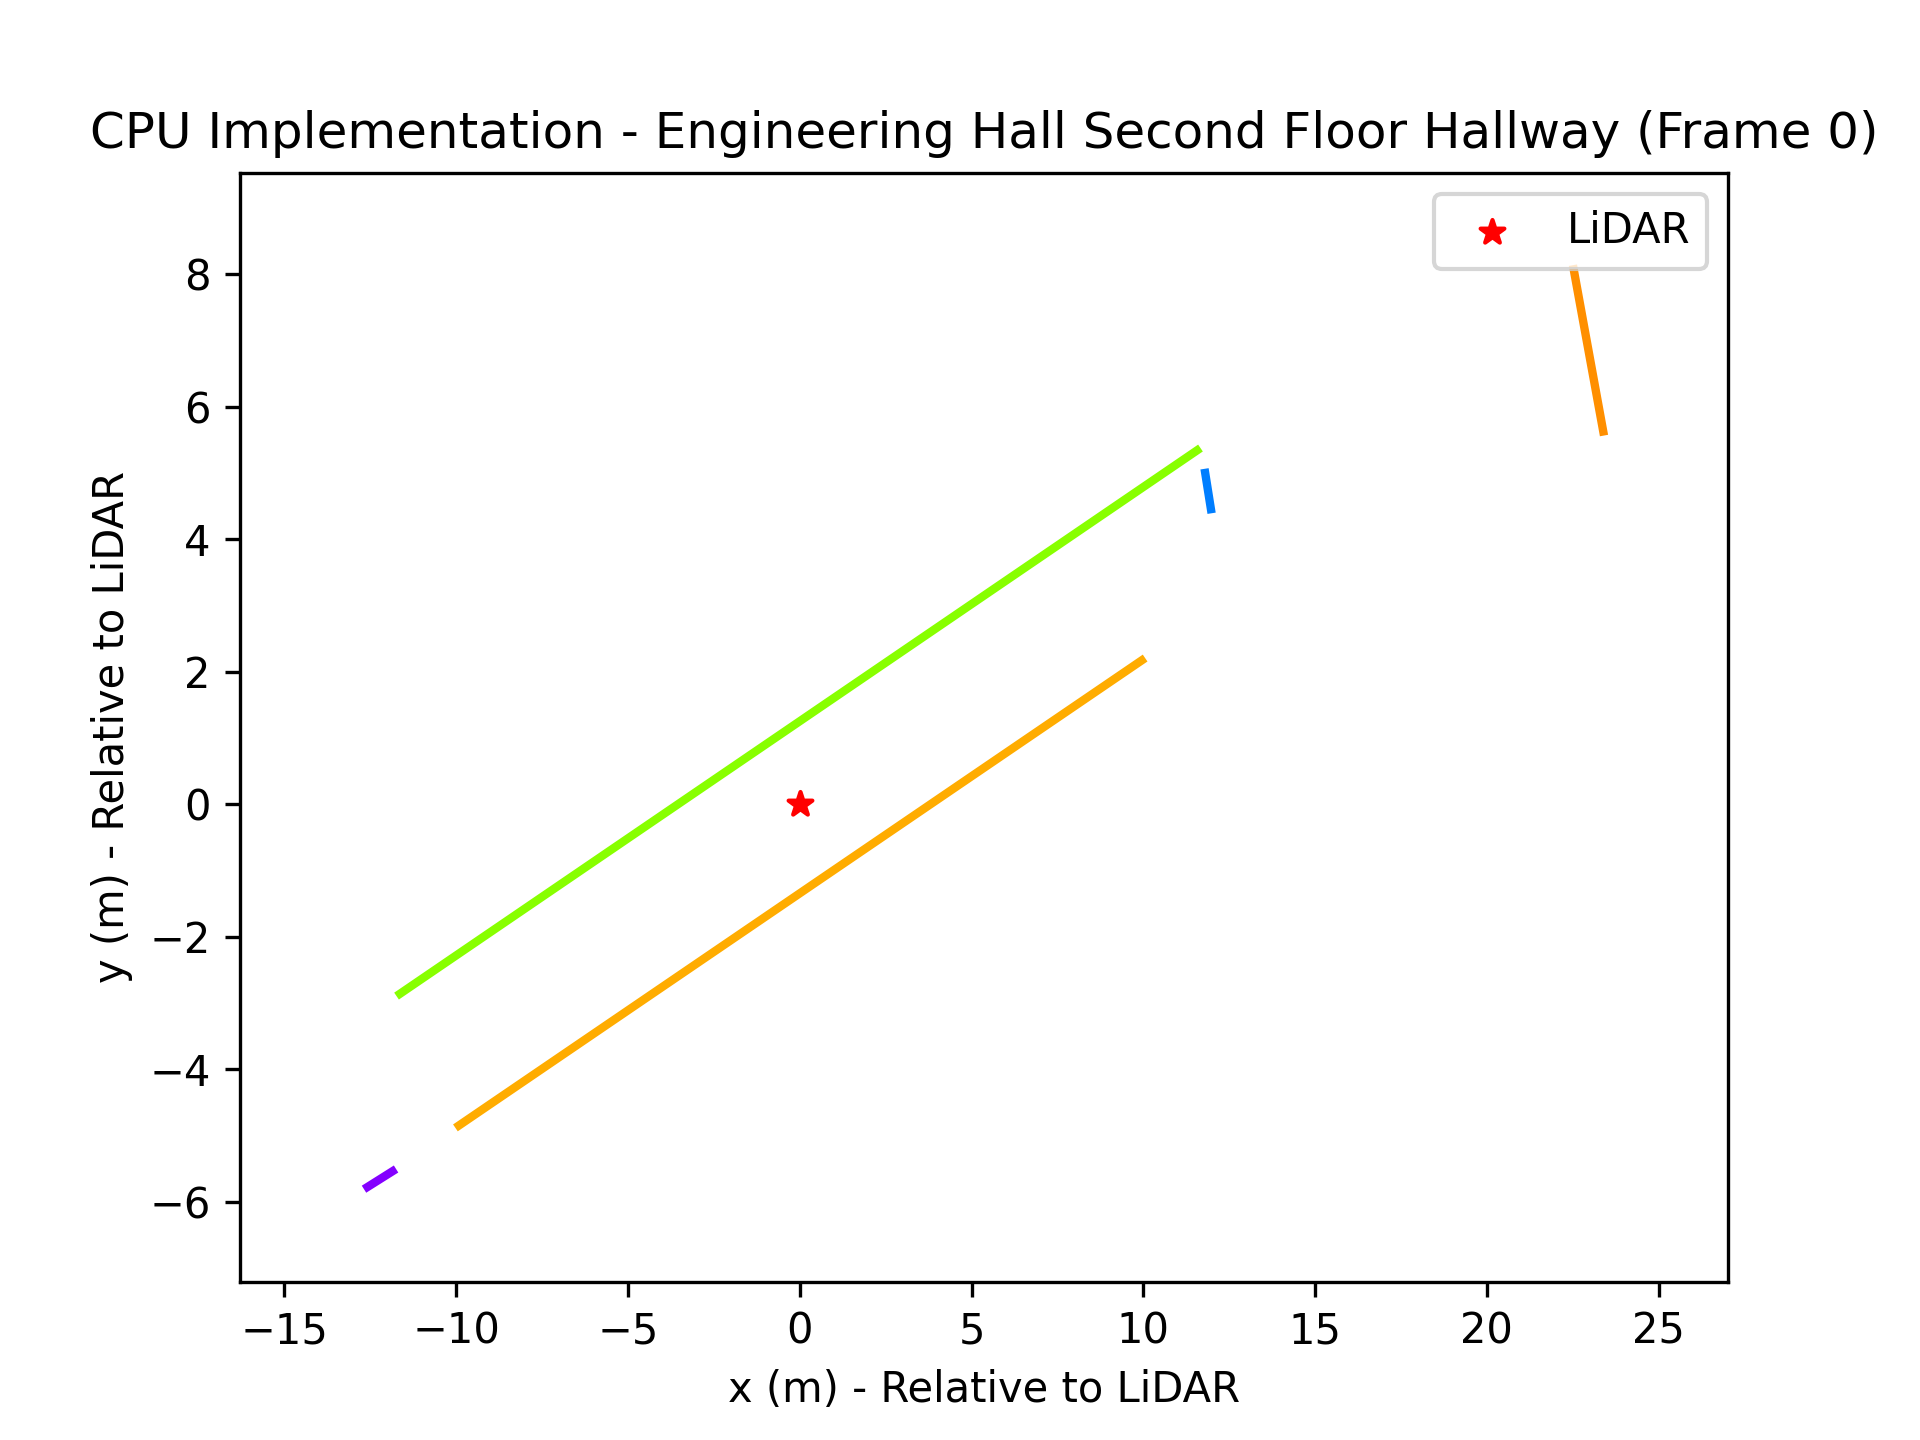 CPU Implementation - Engineering Hall Second Floor Hallway (Frame 0)
LiDAR
8
6
4
2
0
−2
−4
−6
y (m) - Relative to LiDAR
−15 −10 −5 0 5 10 15 20 25
x (m) - Relative to LiDAR